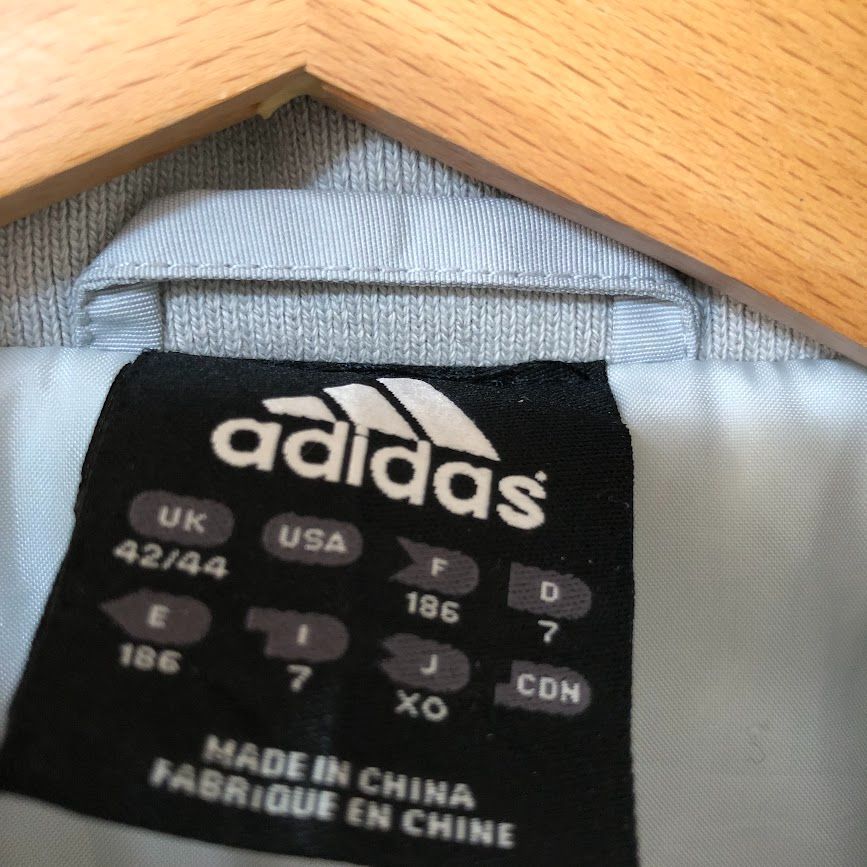 adidas
UK USA F D
42/44 186 7
E I J CDN
186 7 XO
MADE IN CHINA
FABRIQUE EN CHINE